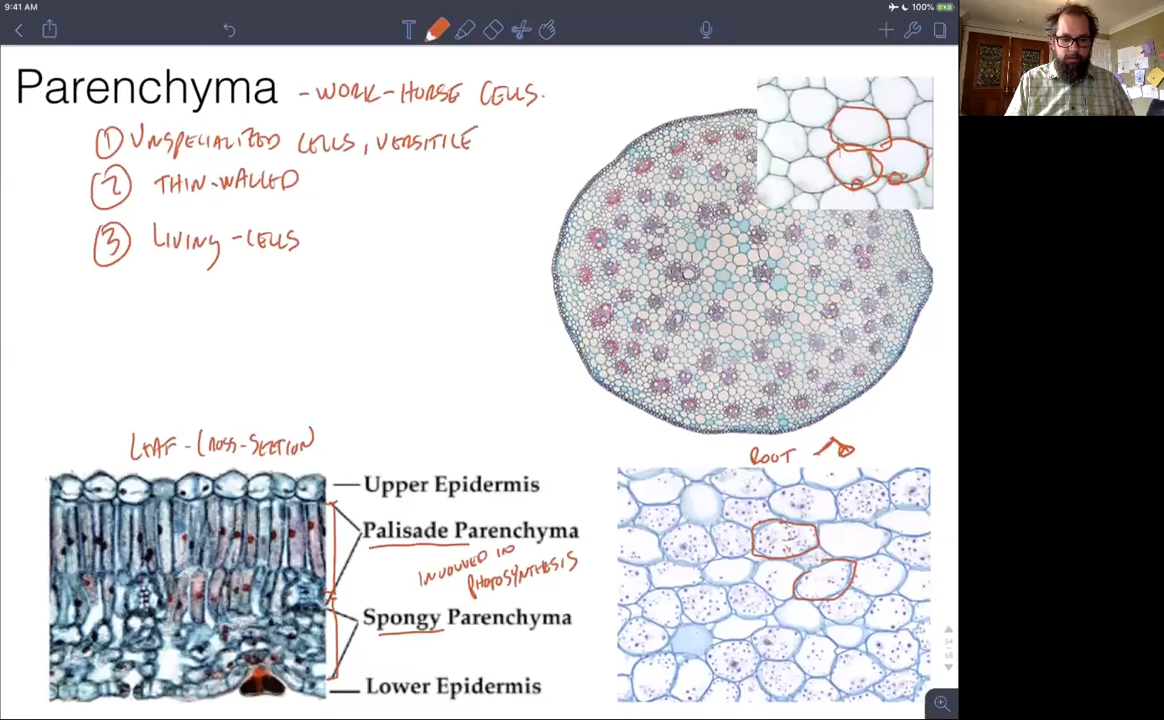 9:41 AM
100%
T
Parenchyma - WORK-HORSE CELLS.
① UNSPECIALIZED CELLS, VERSITILE
② THIN-WALLED
③ LIVING-CELLS
LEAF - CROSS-SECTION
ROOT
Upper Epidermis
Palisade Parenchyma
INVOLVED IN
PHOTOSYNTHESIS
Spongy Parenchyma
Lower Epidermis